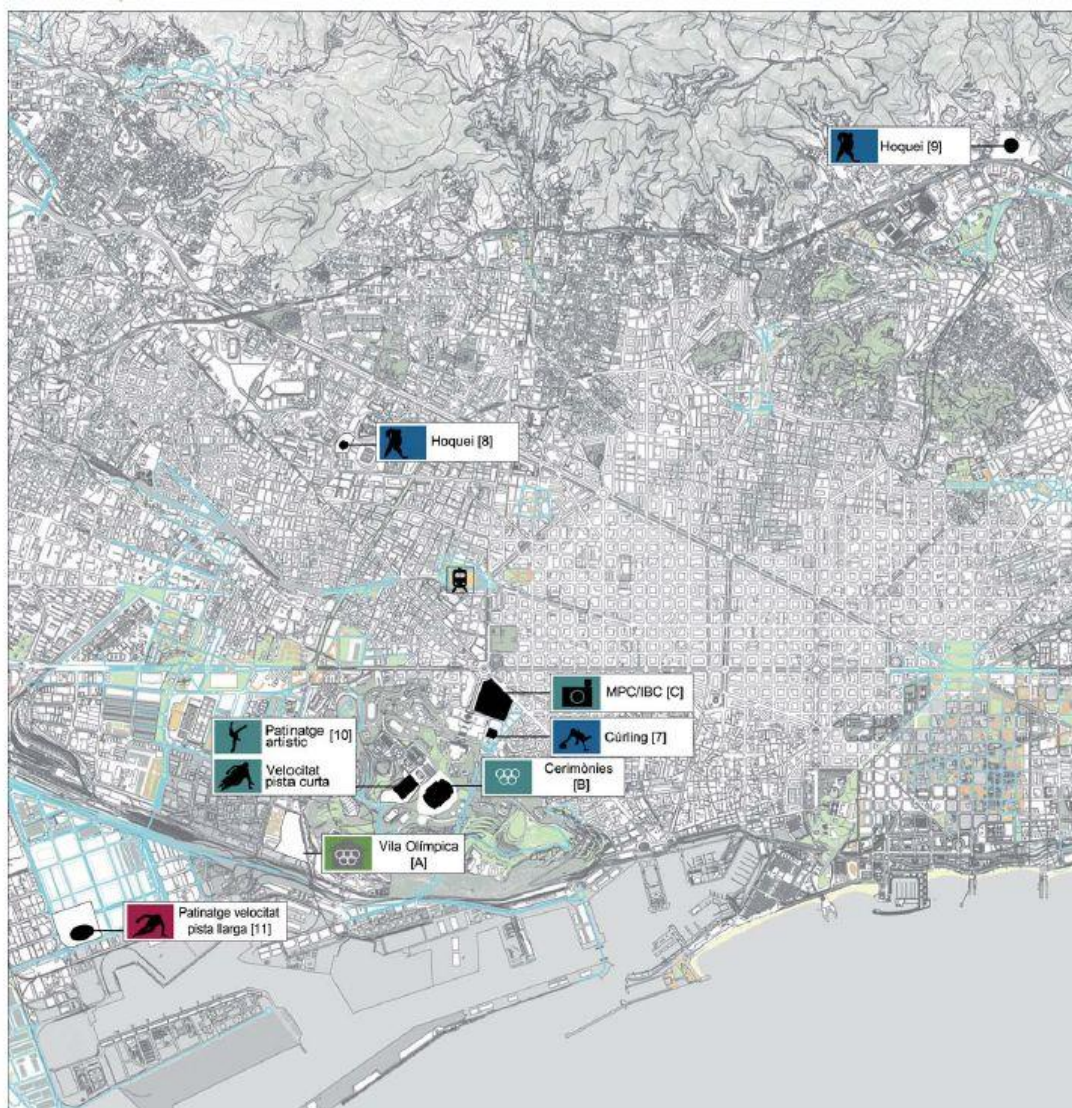 Hoquei [9]
Hoquei [8]
MPC/IBC [C]
Patinatge
artístic
[10]
Cúrling [7]
Velocitat
pista curta
Cerimònies
[B]
Vila Olímpica
[A]
Patinatge velocitat
pista llarga [11]